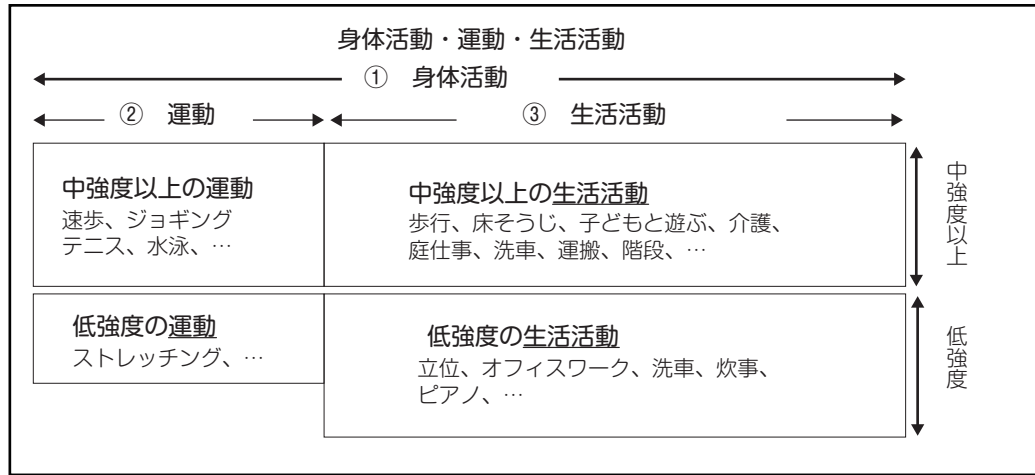 身体活動・運動・生活活動
① 身体活動
② 運動
③ 生活活動
中強度以上の運動
速歩、ジョギング
テニス、水泳、…
中強度以上の生活活動
歩行、床そうじ、子どもと遊ぶ、介護、
庭仕事、洗車、運搬、階段、…
中強度以上
低強度の運動
ストレッチング、…
低強度の生活活動
立位、オフィスワーク、洗車、炊事、
ピアノ、…
低強度